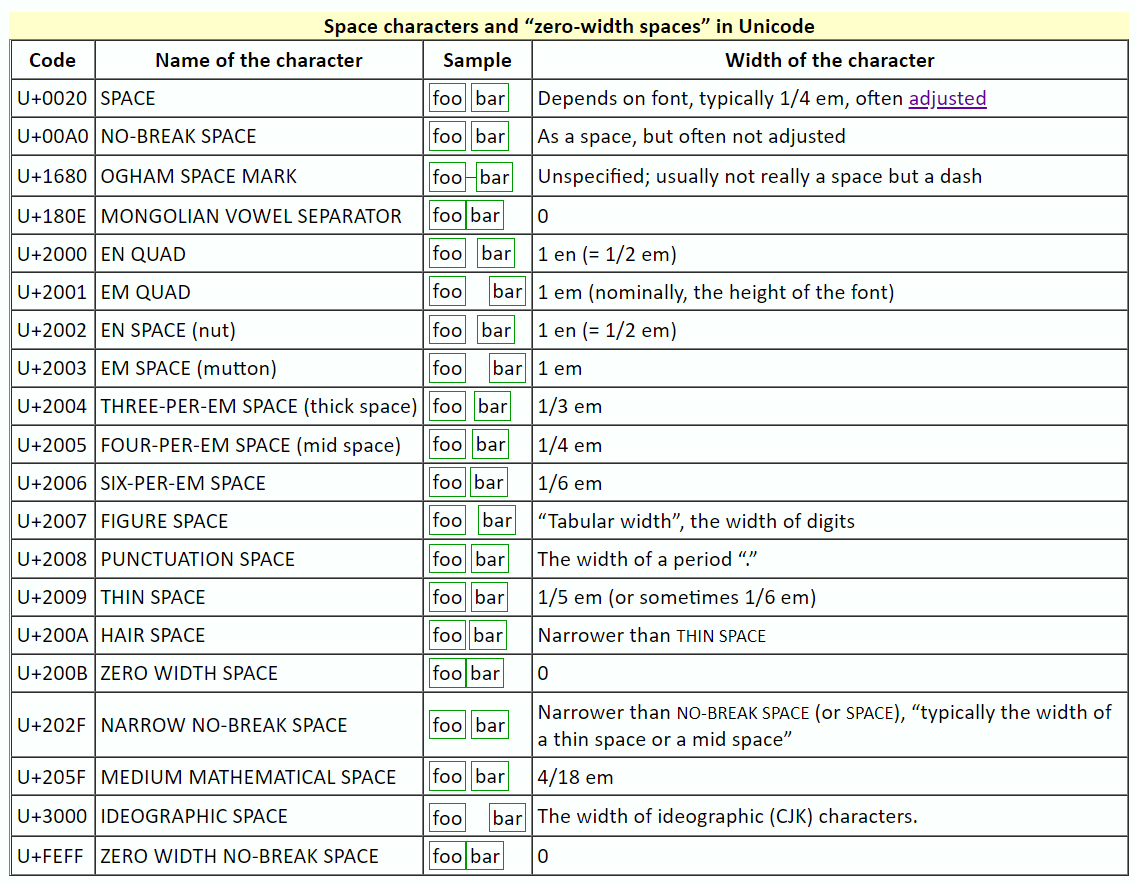 Space characters and “zero-width spaces” in Unicode
Code Name of the character Sample Width of the character
U+0020 SPACE foo bar Depends on font, typically 1/4 em, often adjusted
U+00A0 NO-BREAK SPACE foo bar As a space, but often not adjusted
U+1680 OGHAM SPACE MARK foo bar Unspecified; usually not really a space but a dash
U+180E MONGOLIAN VOWEL SEPARATOR foo bar 0
U+2000 EN QUAD foo bar 1 en (= 1/2 em)
U+2001 EM QUAD foo bar 1 em (nominally, the height of the font)
U+2002 EN SPACE (nut) foo bar 1 en (= 1/2 em)
U+2003 EM SPACE (mutton) foo bar 1 em
U+2004 THREE-PER-EM SPACE (thick space) foo bar 1/3 em
U+2005 FOUR-PER-EM SPACE (mid space) foo bar 1/4 em
U+2006 SIX-PER-EM SPACE foo bar 1/6 em
U+2007 FIGURE SPACE foo bar “Tabular width”, the width of digits
U+2008 PUNCTUATION SPACE foo bar The width of a period “.”
U+2009 THIN SPACE foo bar 1/5 em (or sometimes 1/6 em)
U+200A HAIR SPACE foo bar Narrower than THIN SPACE
U+200B ZERO WIDTH SPACE foo bar 0
U+202F NARROW NO-BREAK SPACE foo bar Narrower than NO-BREAK SPACE (or SPACE), “typically the width of
a thin space or a mid space”
U+205F MEDIUM MATHEMATICAL SPACE foo bar 4/18 em
U+3000 IDEOGRAPHIC SPACE foo bar The width of ideographic (CJK) characters.
U+FEFF ZERO WIDTH NO-BREAK SPACE foo bar 0